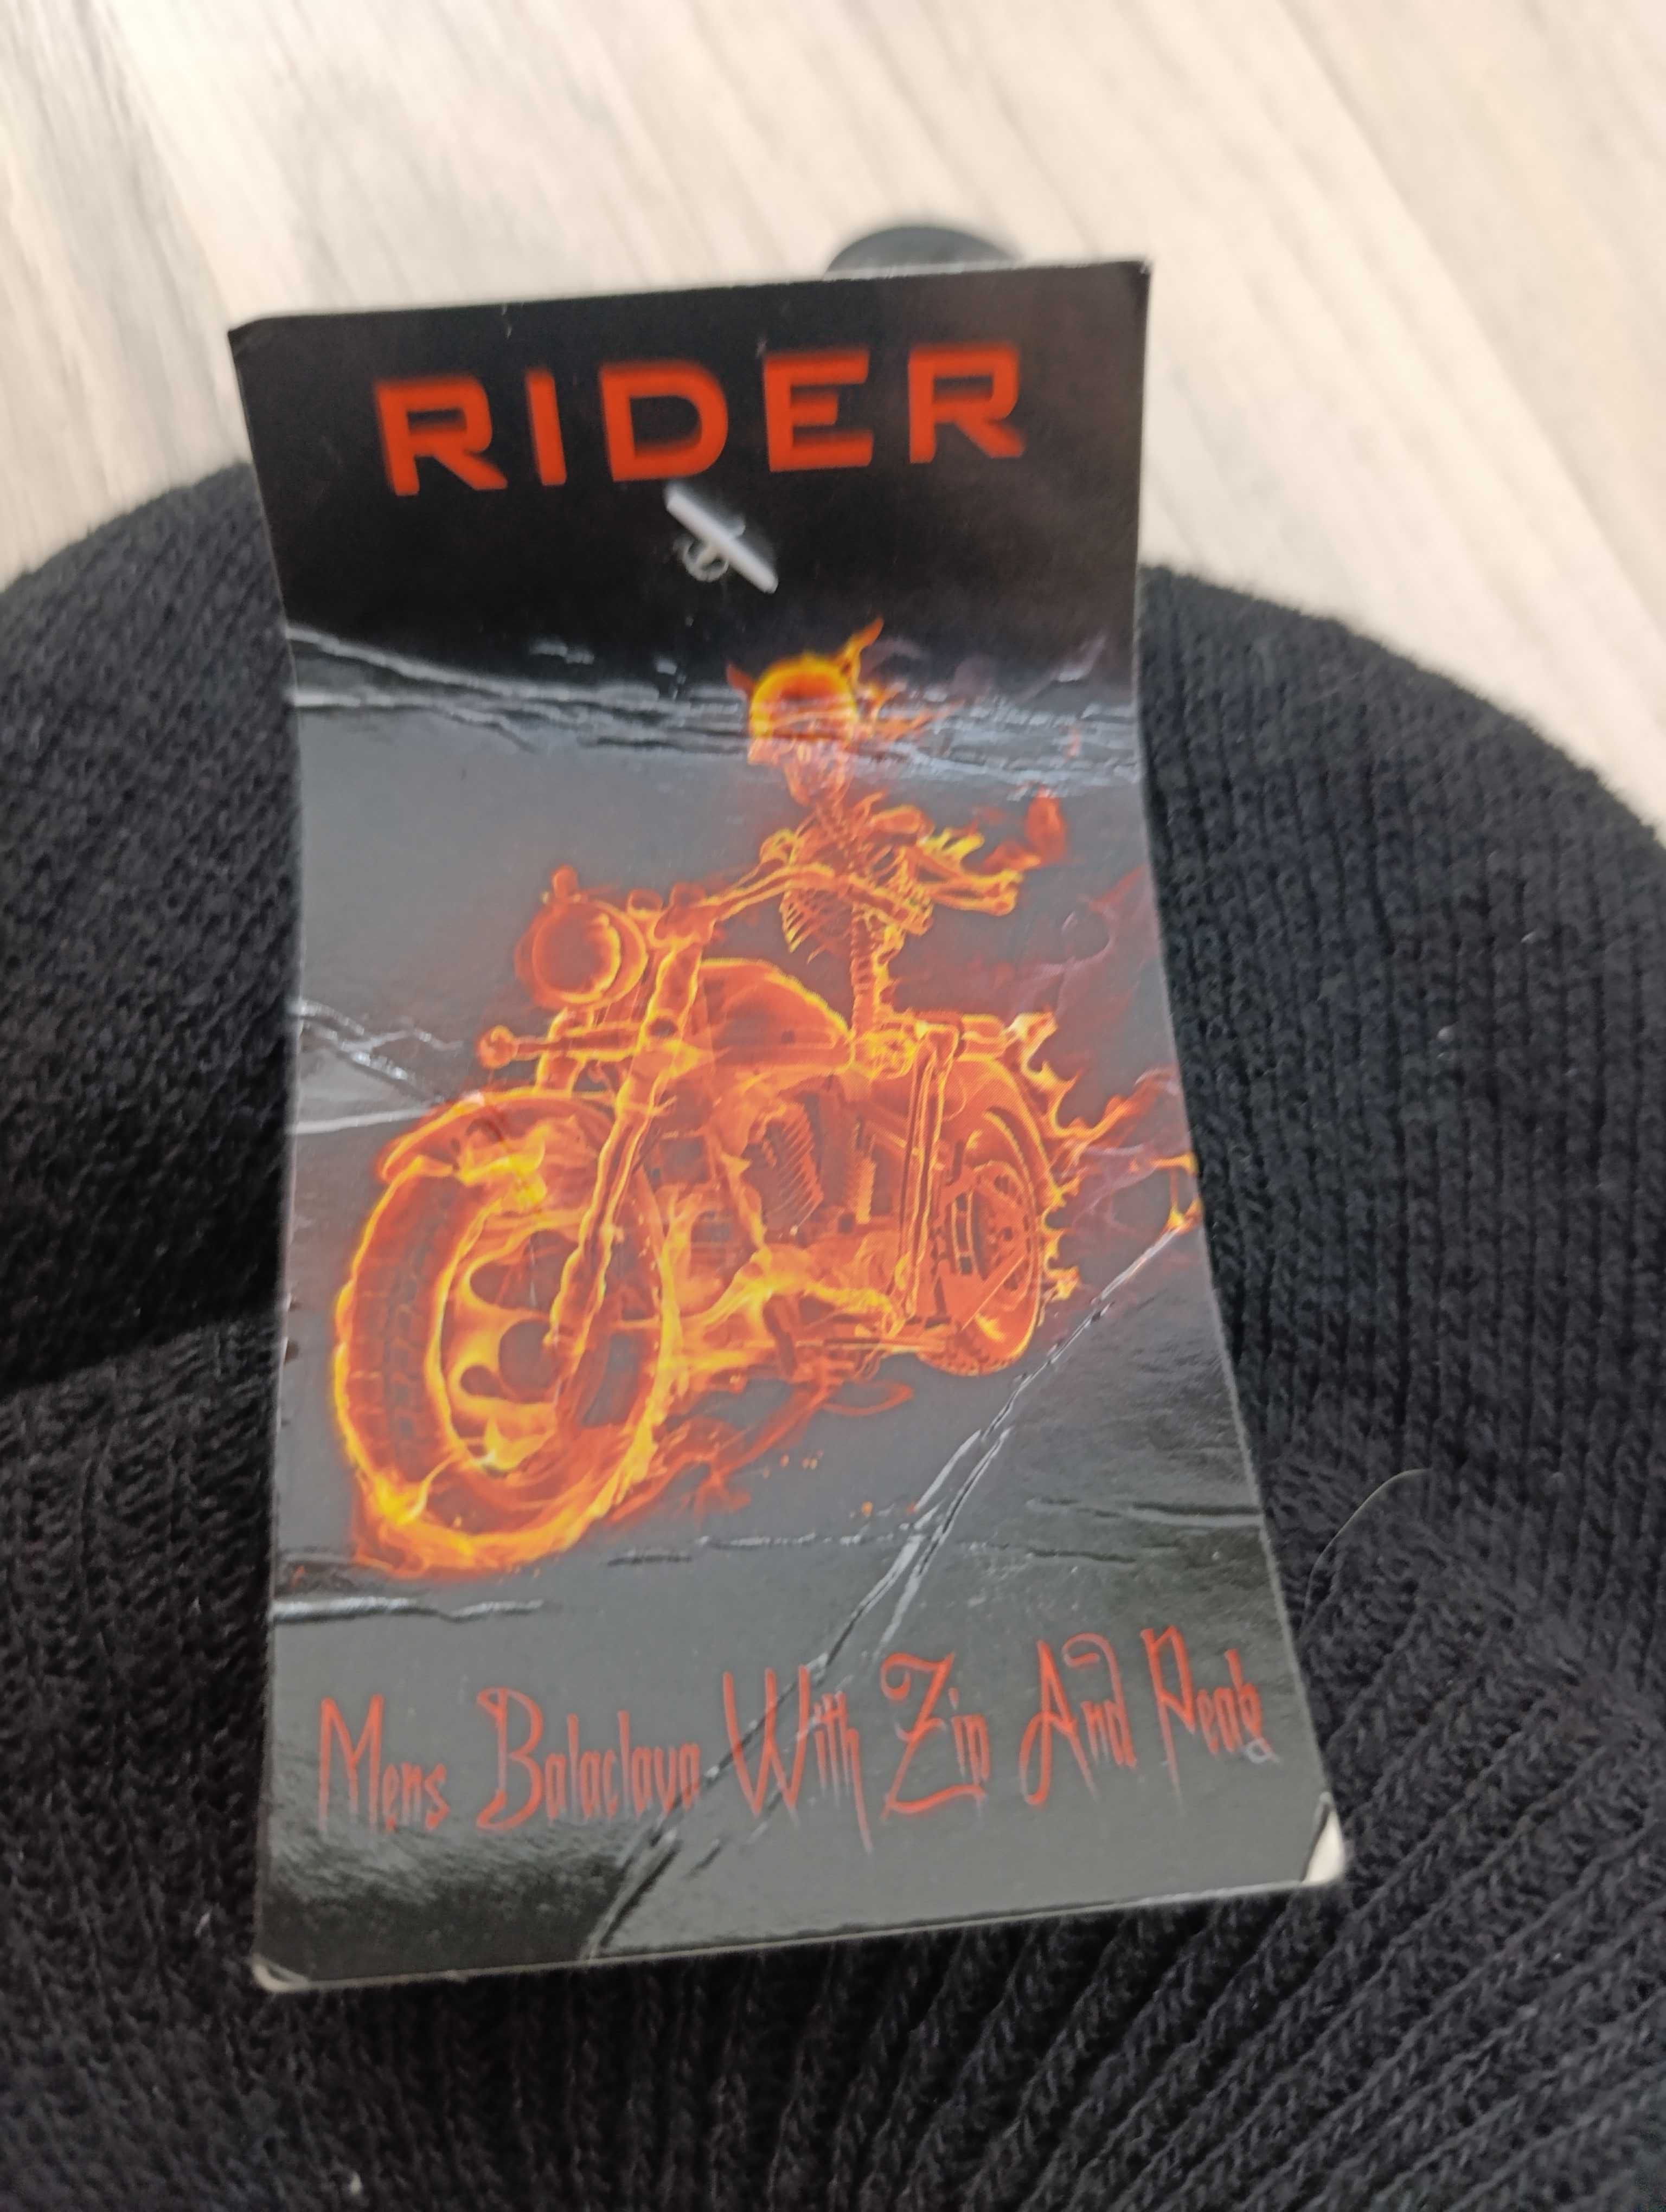 RIDER
Mens Balaclava With Zip And Peak